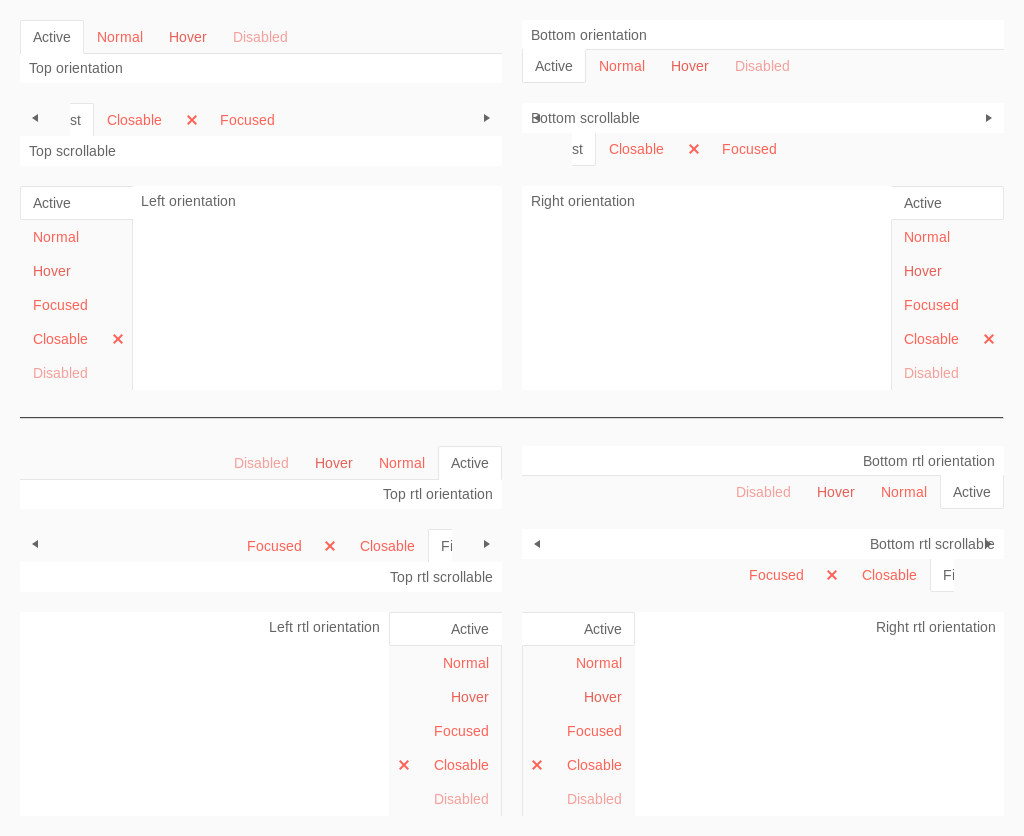 Active Normal Hover Disabled
Top orientation
Bottom orientation
Active Normal Hover Disabled
st Closable Focused
Top scrollable
Bottom scrollable
st Closable Focused
Active
Normal
Hover
Focused
Closable
Disabled
Left orientation
Right orientation
Active
Normal
Hover
Focused
Closable
Disabled
Disabled Hover Normal Active
Top rtl orientation
Bottom rtl orientation
Disabled Hover Normal Active
Focused Closable Fi
Top rtl scrollable
Bottom rtl scrollable
Focused Closable Fi
Left rtl orientation
Active
Normal
Hover
Focused
Closable
Disabled
Active
Normal
Hover
Focused
Closable
Disabled
Right rtl orientation